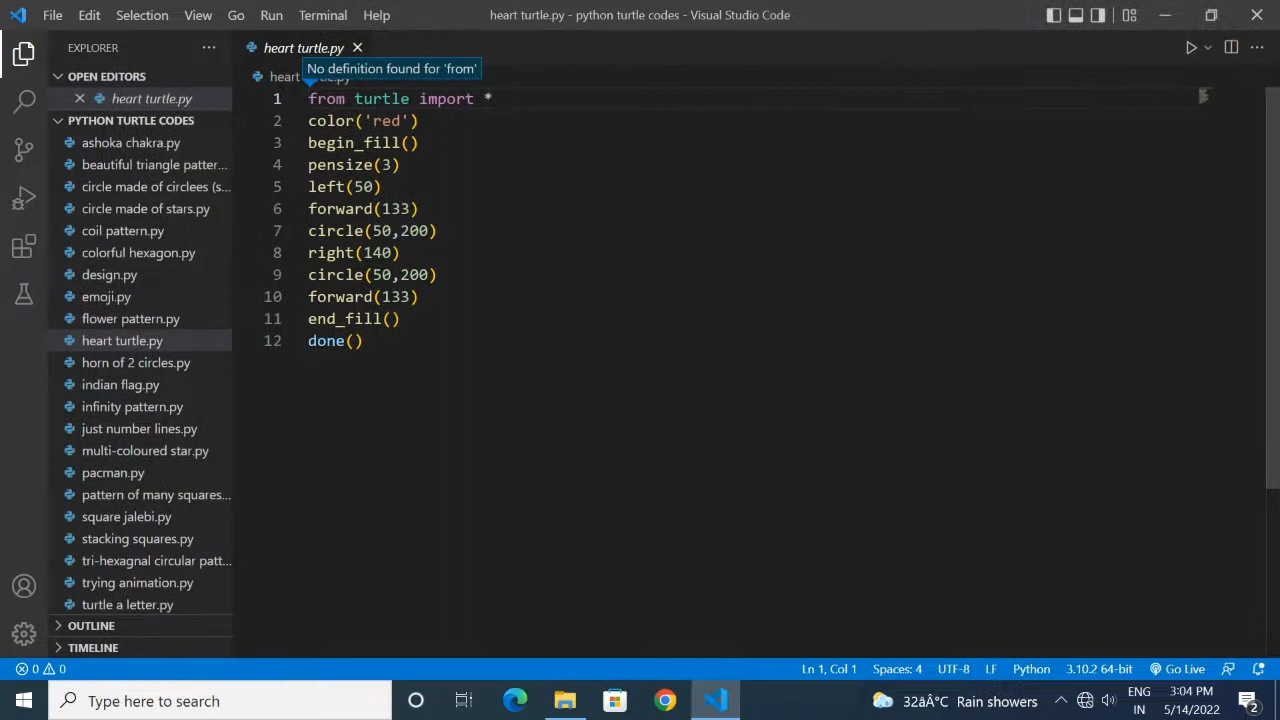 File Edit Selection View Go Run Terminal Help
heart turtle.py - python turtle codes - Visual Studio Code
EXPLORER
OPEN EDITORS
heart turtle.py
PYTHON TURTLE CODES
ashoka chakra.py
beautiful triangle patter...
circle made of circlees (s...
circle made of stars.py
coil pattern.py
colorful hexagon.py
design.py
emoji.py
flower pattern.py
heart turtle.py
horn of 2 circles.py
indian flag.py
infinity pattern.py
just number lines.py
multi-coloured star.py
pacman.py
pattern of many squares...
square jalebi.py
stacking squares.py
tri-hexagnal circular patt...
trying animation.py
turtle a letter.py
OUTLINE
TIMELINE
heart turtle.py
No definition found for 'from'
heart
1 from turtle import *
2 color('red')
3 begin_fill()
4 pensize(3)
5 left(50)
6 forward(133)
7 circle(50,200)
8 right(140)
9 circle(50,200)
10 forward(133)
11 end_fill()
12 done()
0 0
Ln 1, Col 1 Spaces: 4 UTF-8 LF Python 3.10.2 64-bit Go Live
Type here to search
32Â°C Rain showers
ENG
IN
3:04 PM
5/14/2022
2